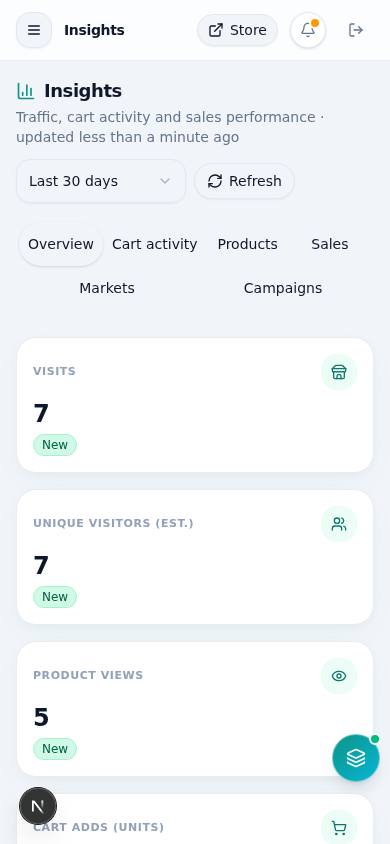 Insights
Store
Insights
Traffic, cart activity and sales performance ·
updated less than a minute ago
Last 30 days
Refresh
Overview
Cart activity
Products
Sales
Markets
Campaigns
VISITS
7
New
UNIQUE VISITORS (EST.)
7
New
PRODUCT VIEWS
5
New
N
CART ADDS (UNITS)